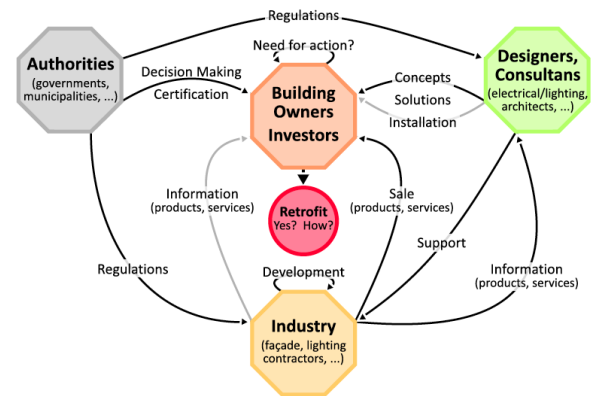 Regulations
Authorities
(governments,
municipalities, ...)
Need for action?
Designers,
Consultans
(electrical/lighting,
architects, ...)
Decision Making
Certification
Building
Owners
Investors
Concepts
Solutions
Installation
Information
(products, services)
Retrofit
Yes? How?
Sale
(products, services)
Support
Regulations
Development
Information
(products, services)
Industry
(façade, lighting
contractors, ...)